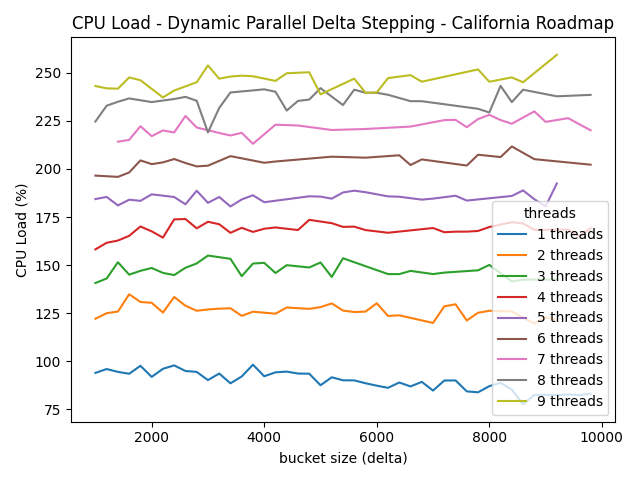 CPU Load - Dynamic Parallel Delta Stepping - California Roadmap
CPU Load (%)
250
225
200
175
150
125
100
75
threads
1 threads
2 threads
3 threads
4 threads
5 threads
6 threads
7 threads
8 threads
9 threads
2000 4000 6000 8000 10000
bucket size (delta)